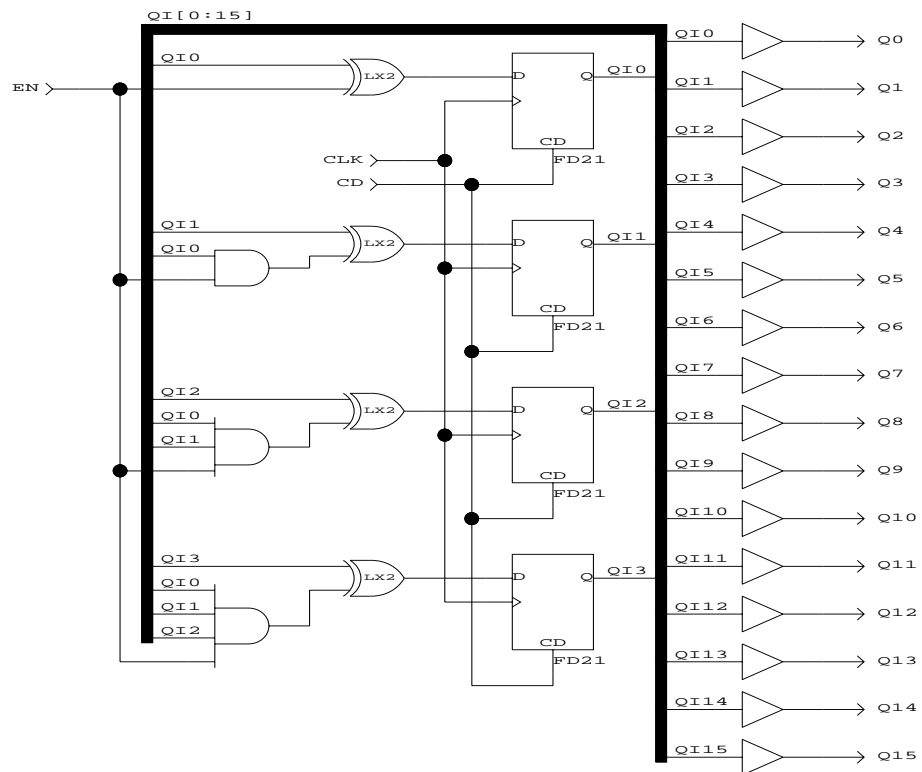 QI[0:15]
QI0
EN
LX2
D
Q
QI0
CD
FD21
CLK
CD
QI1
QI0
LX2
D
Q
QI1
CD
FD21
QI2
QI0
QI1
LX2
D
Q
QI2
CD
FD21
QI3
QI0
QI1
QI2
LX2
D
Q
QI3
CD
FD21
QI0 Q0
QI1 Q1
QI2 Q2
QI3 Q3
QI4 Q4
QI5 Q5
QI6 Q6
QI7 Q7
QI8 Q8
QI9 Q9
QI10 Q10
QI11 Q11
QI12 Q12
QI13 Q13
QI14 Q14
QI15 Q15